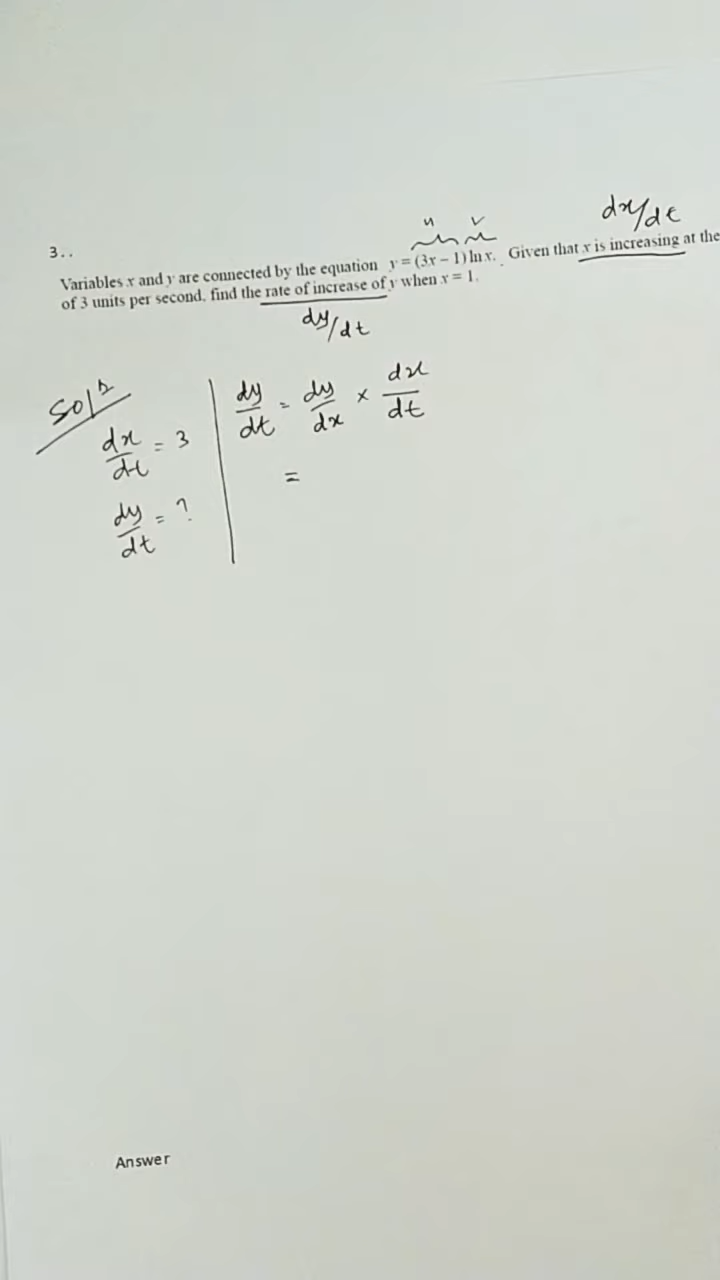 u v dx/dt
3..
Variables x and y are connected by the equation y = (3x − 1) ln x. Given that x is increasing at the
of 3 units per second, find the rate of increase of y when x = 1.
dy/dt
Solⁿ
dx/dt = 3
dy/dt = ?
dy/dt = dy/dx × dx/dt
=
Answer